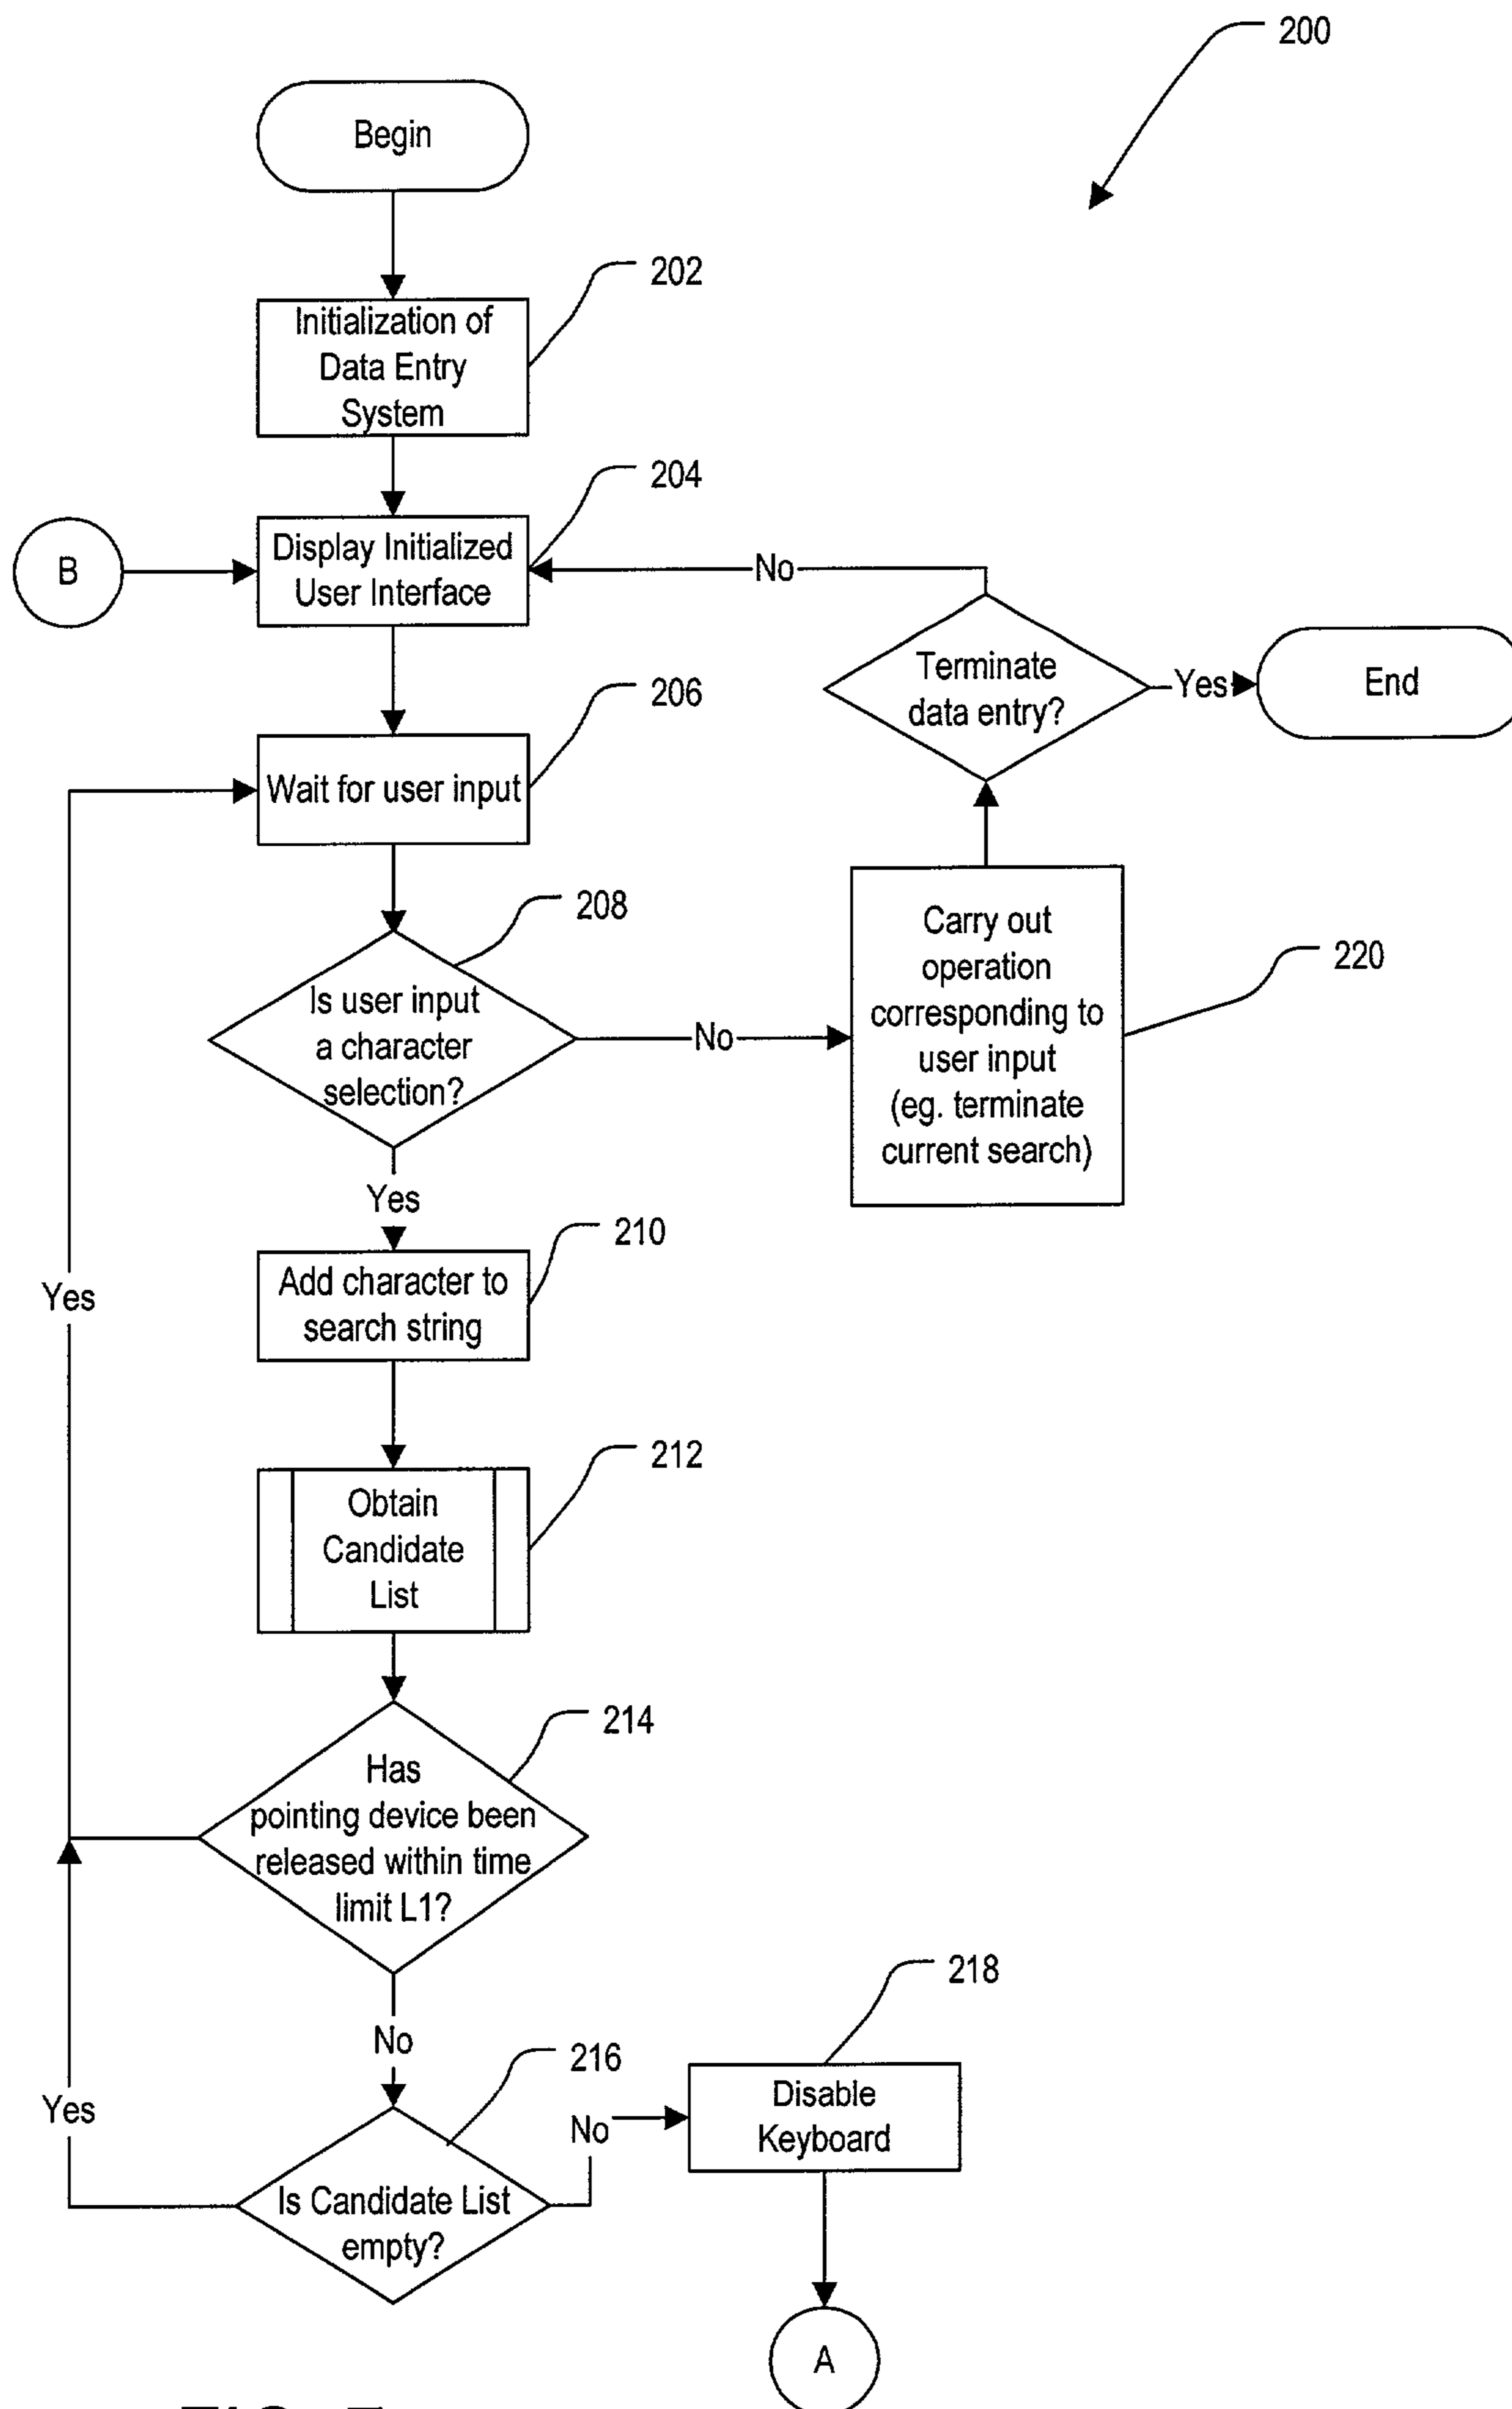 200
Begin
202
Initialization of
Data Entry
System
204
B
Display Initialized
User Interface
No
Terminate
data entry?
Yes
End
206
Wait for user input
208
Is user input
a character
selection?
No
Carry out
operation
corresponding to
user input
(eg. terminate
current search)
220
Yes
210
Add character to
search string
Yes
212
Obtain
Candidate
List
214
Has
pointing device been
released within time
limit L1?
No
216
218
Disable
Keyboard
Yes
No
Is Candidate List
empty?
A